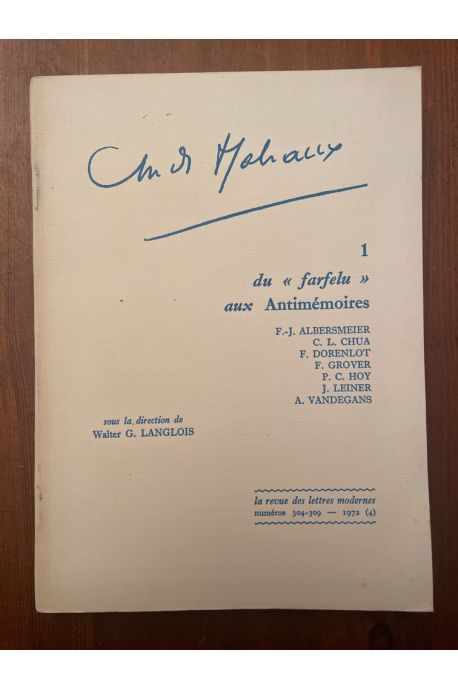 André Malraux
1
du « farfelu »
aux Antimémoires
F.-J. ALBERSMEIER
C. L. CHUA
F. DORENLOT
F. GROVER
P. C. HOY
J. LEINER
A. VANDEGANS
sous la direction de
Walter G. LANGLOIS
la revue des lettres modernes
numéros 304-309 — 1972 (4)